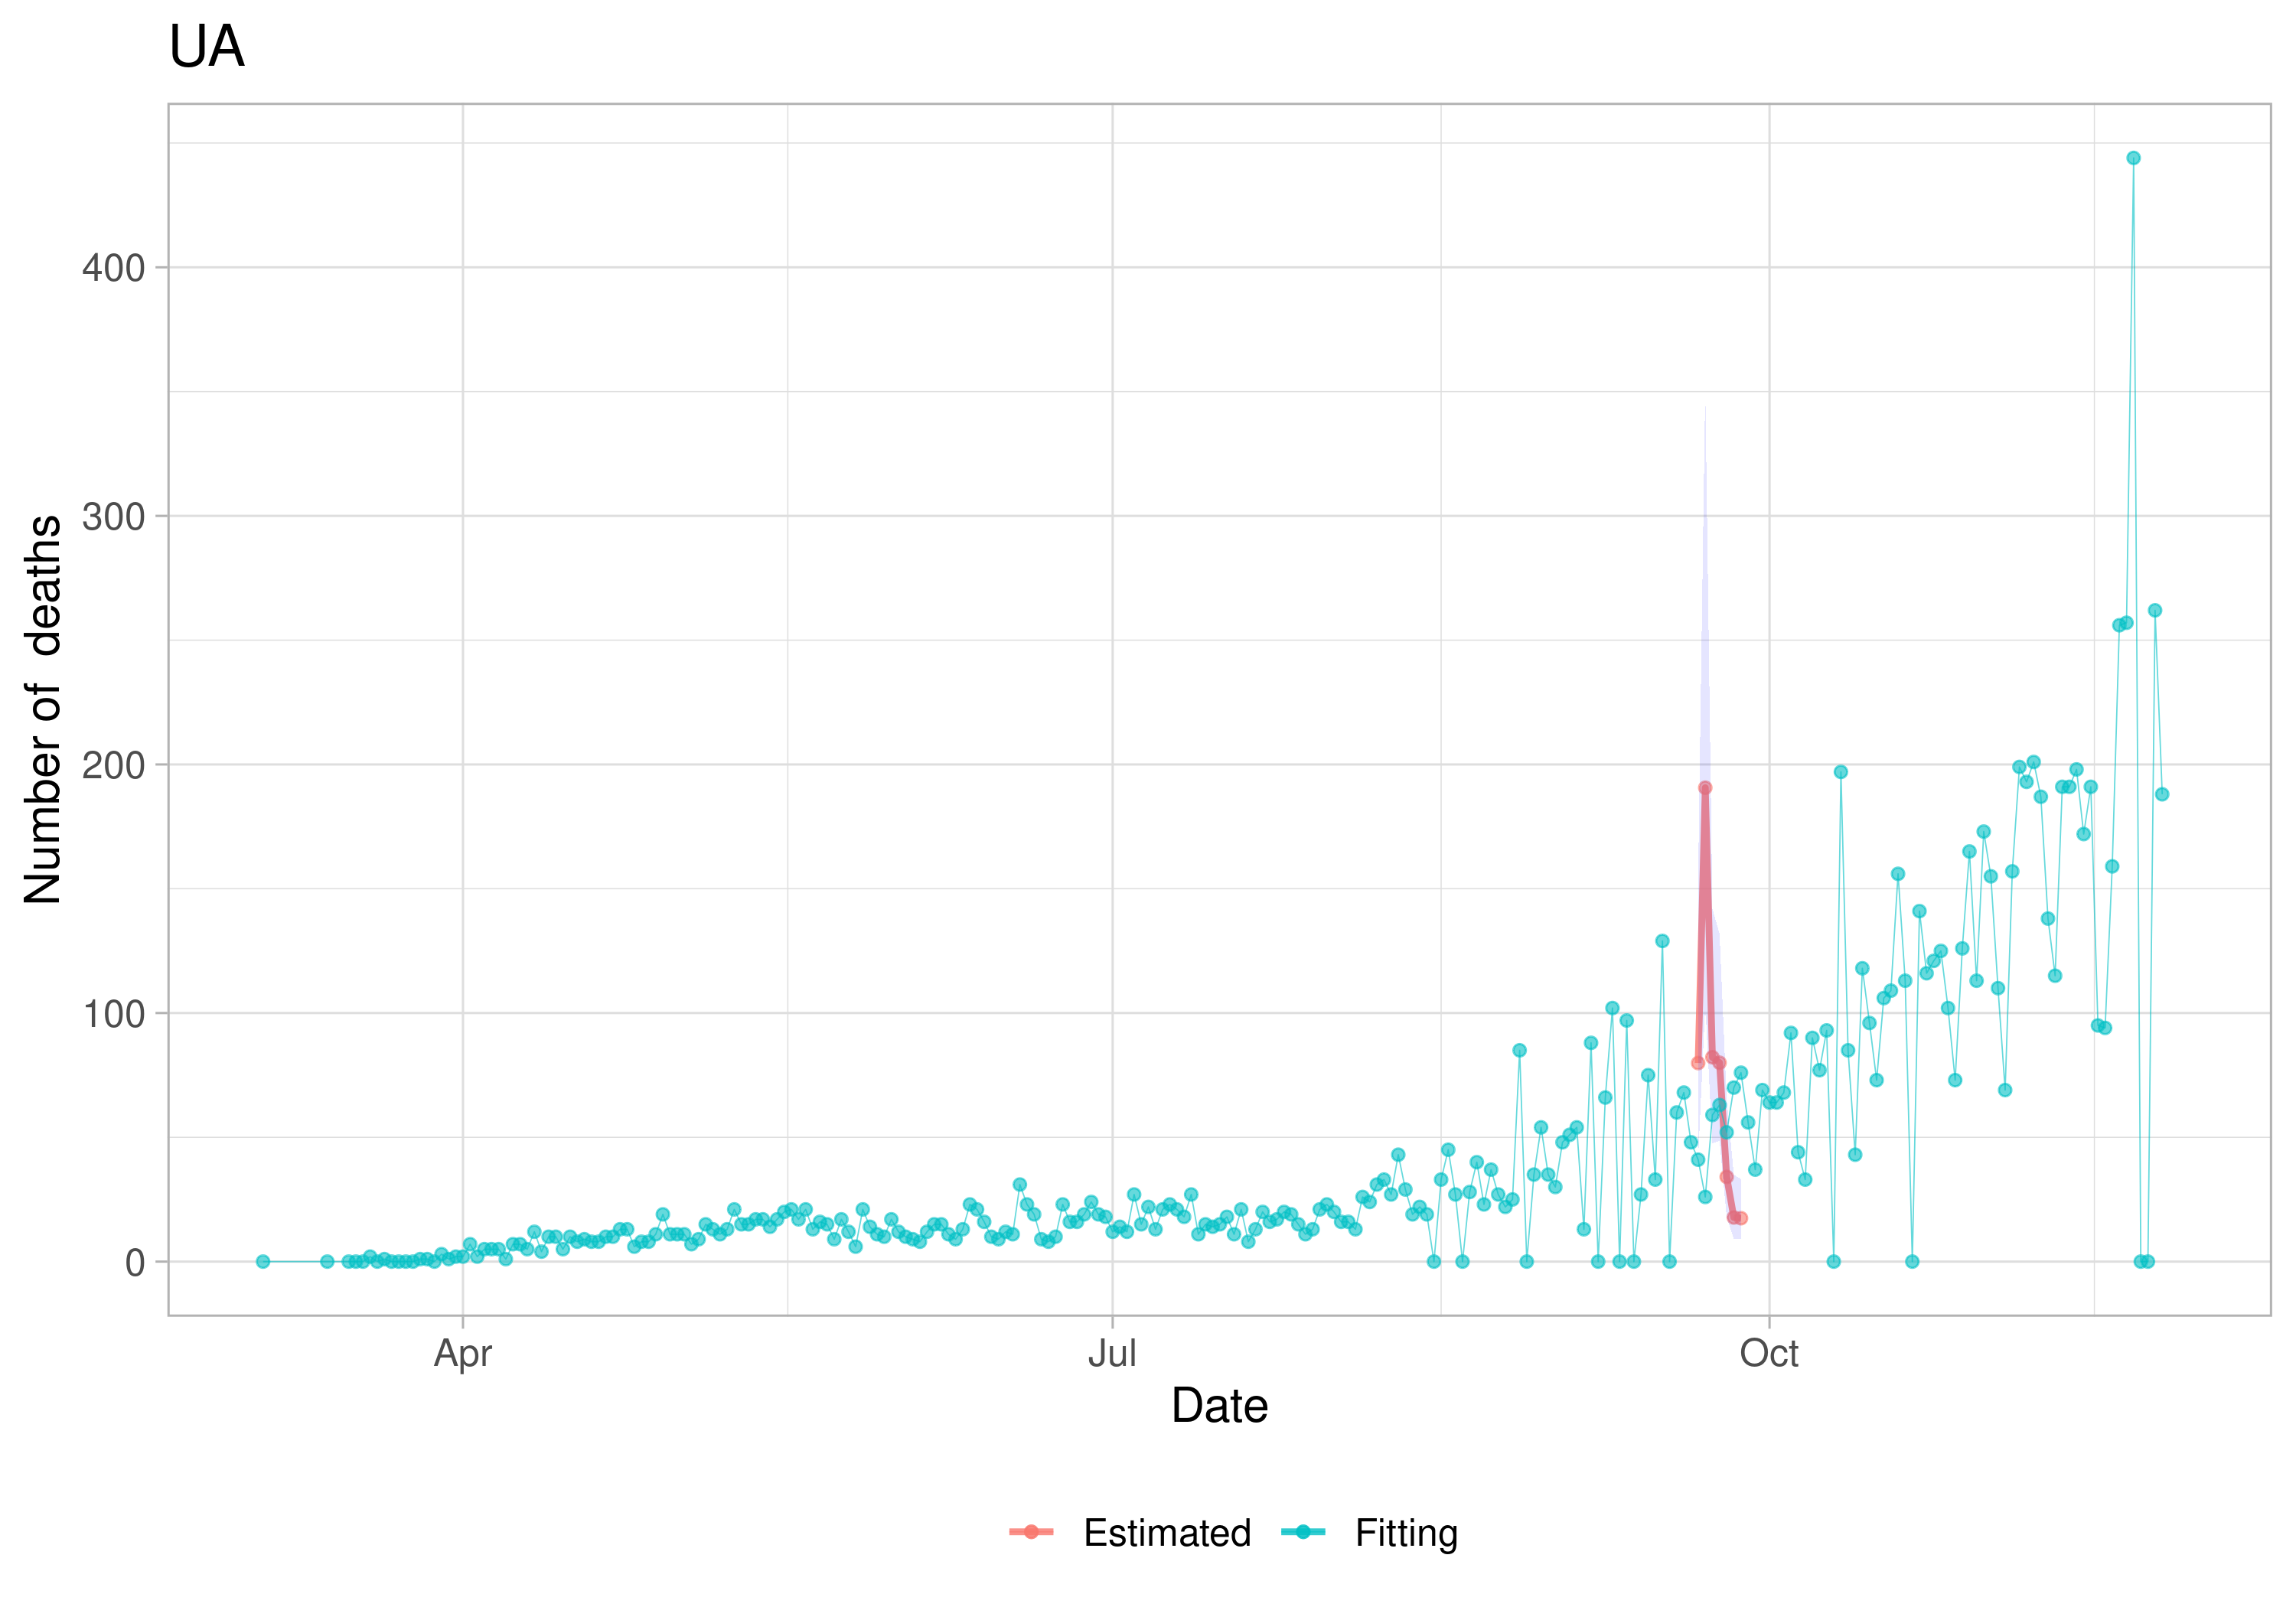 UA
Number of deaths
400
300
200
100
0
Apr
Jul
Oct
Date
Estimated
Fitting